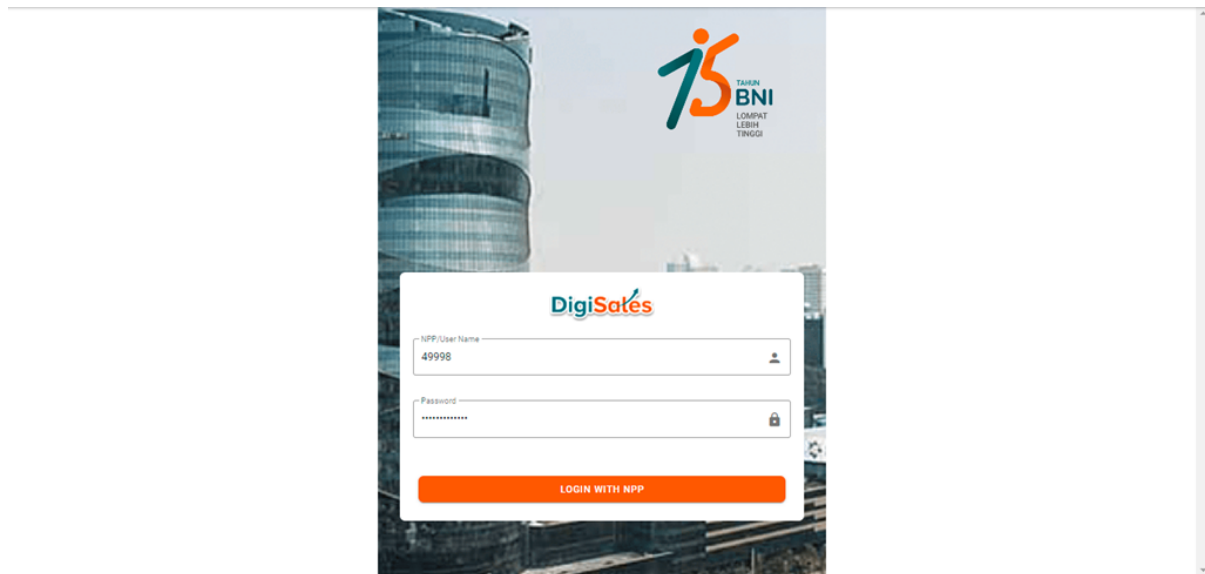 75
TAHUN
BNI
LOMPAT
LEBIH
TINGGI
DigiSales
NPP/User Name
49998
Password
•••••••••••••
LOGIN WITH NPP